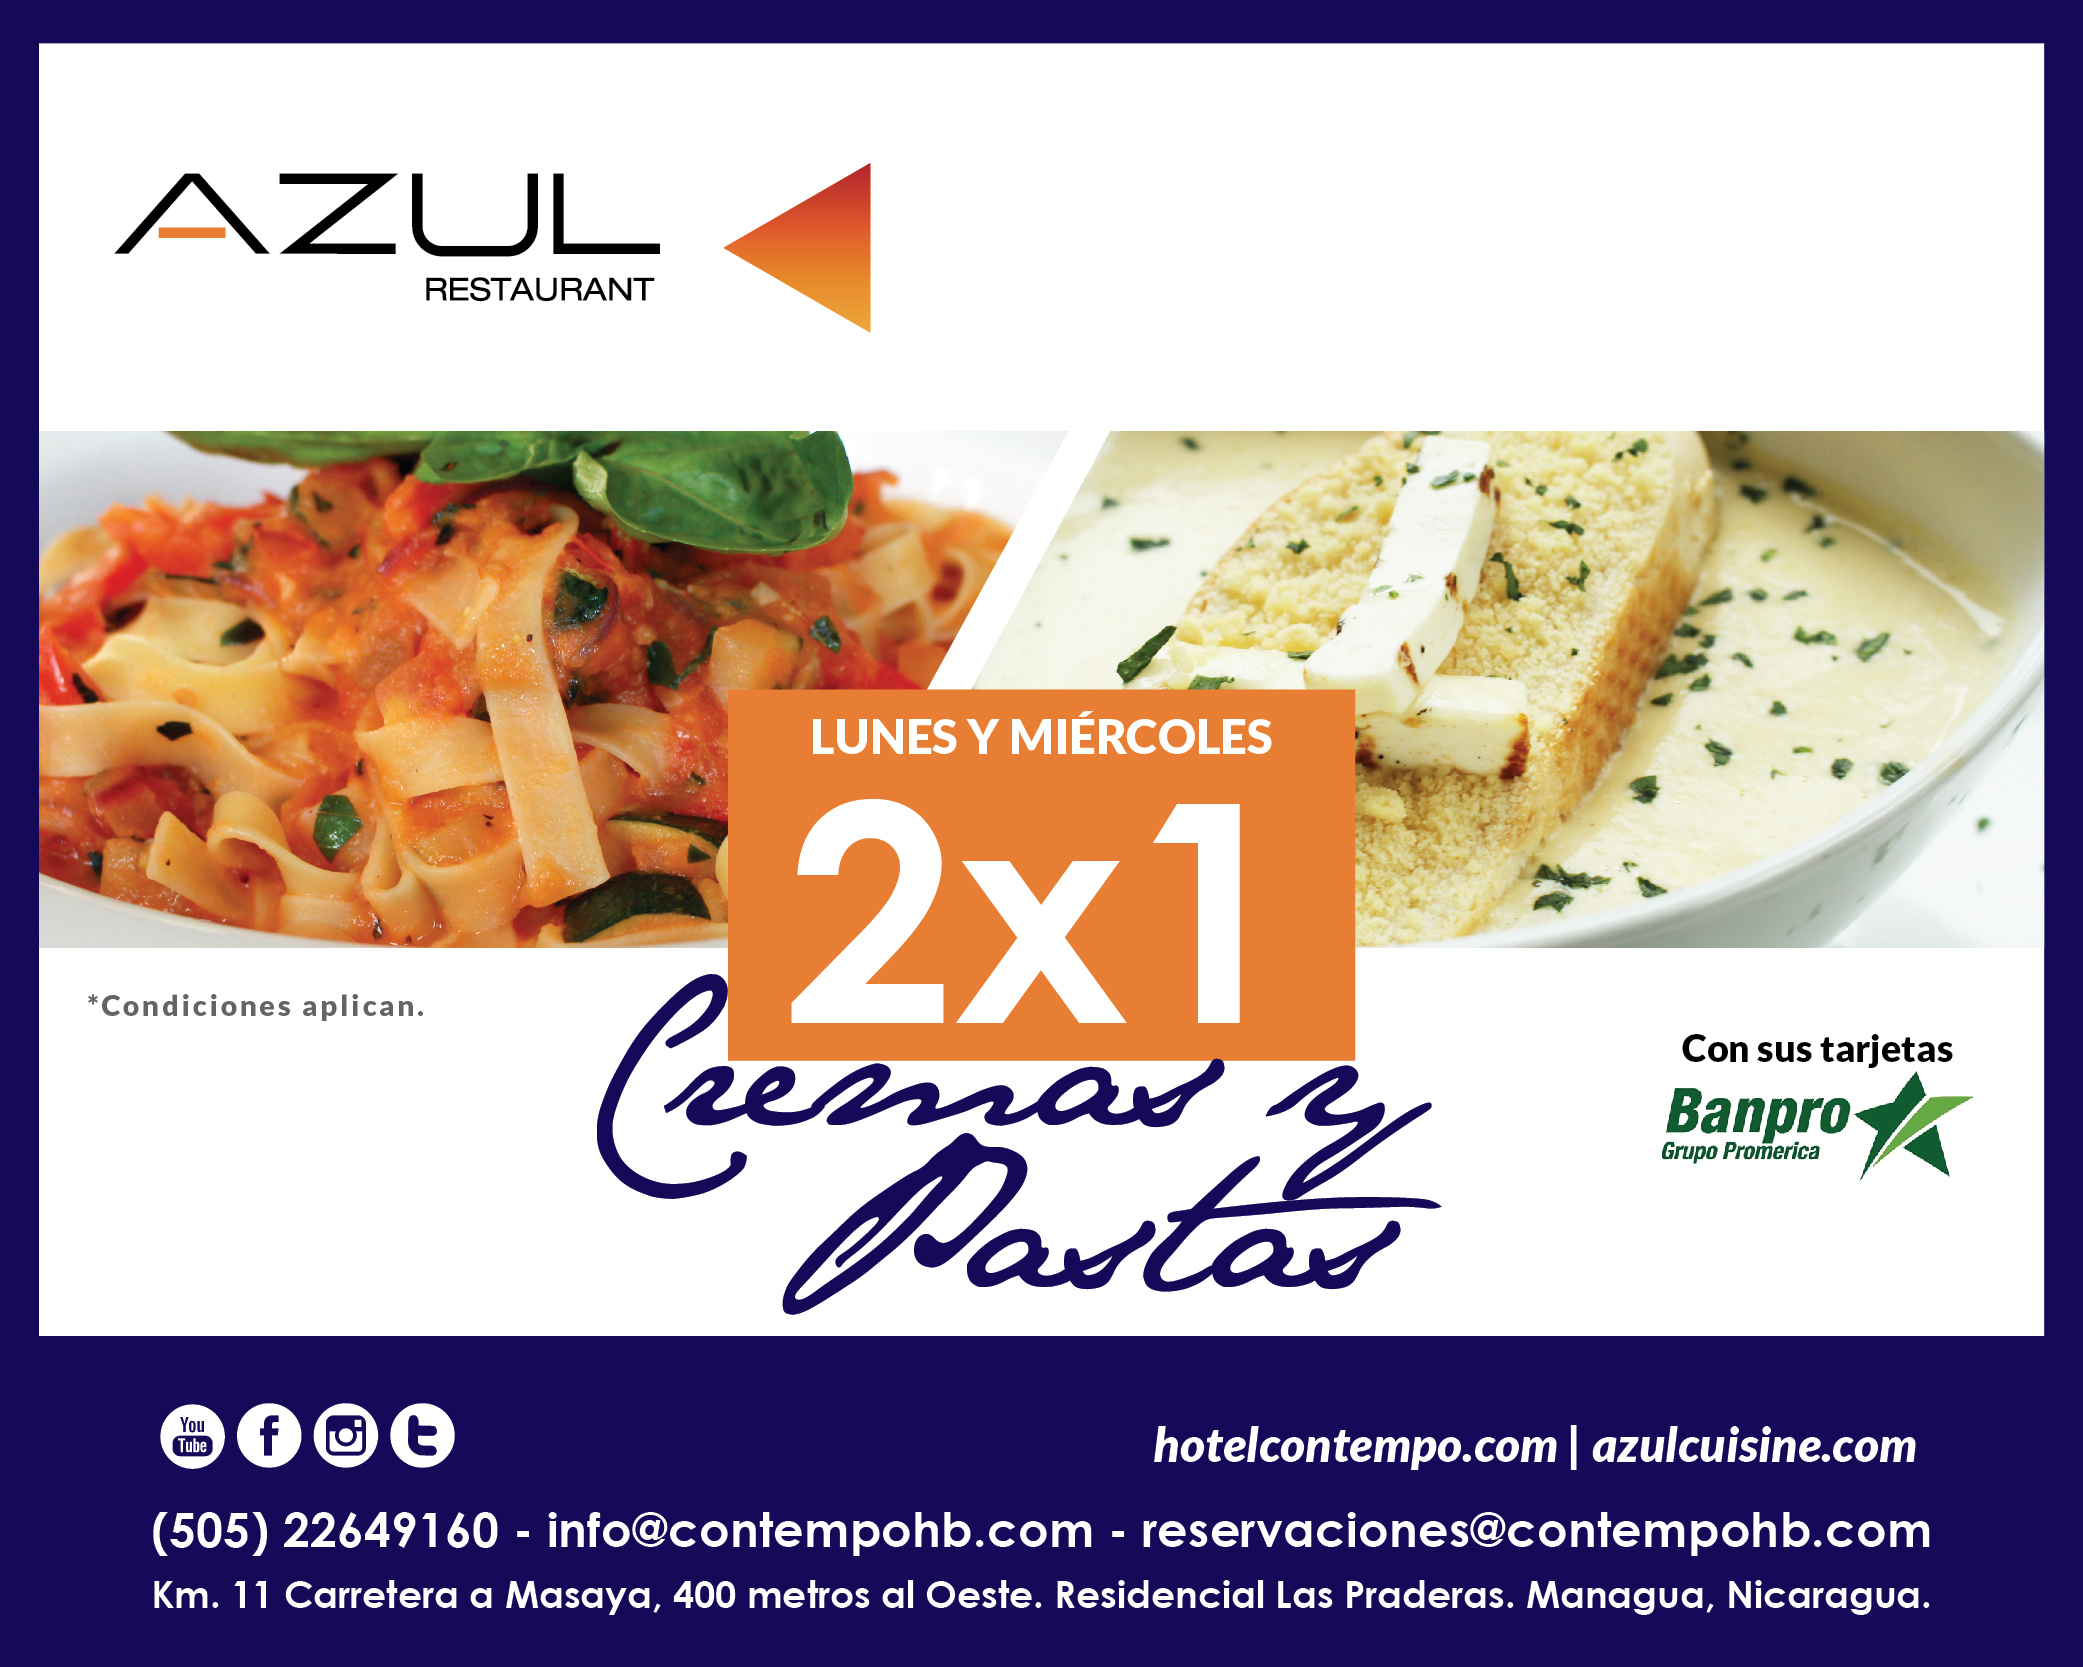 AZUL
RESTAURANT
LUNES Y MIÉRCOLES
2x1
*Condiciones aplican.
Cremas y
Pastas
Con sus tarjetas
Banpro
Grupo Promerica
You
Tube
hotelcontempo.com | azulcuisine.com
(505) 22649160 - info@contempohb.com - reservaciones@contempohb.com
Km. 11 Carretera a Masaya, 400 metros al Oeste. Residencial Las Praderas. Managua, Nicaragua.